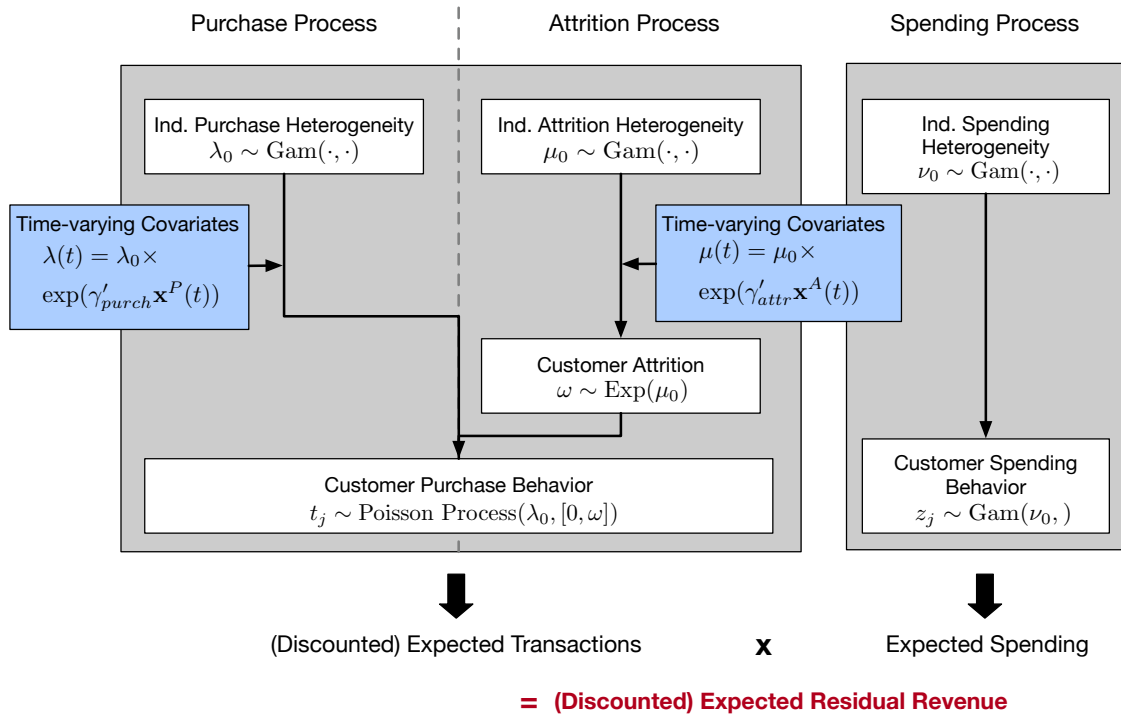 Purchase Process
Attrition Process
Spending Process
Ind. Purchase Heterogeneity
λ₀ ∼ Gam(·, ·)
Ind. Attrition Heterogeneity
μ₀ ∼ Gam(·, ·)
Ind. Spending
Heterogeneity
ν₀ ∼ Gam(·, ·)
Time-varying Covariates
λ(t) = λ₀×
exp(γ′_{purch} x^P(t))
Time-varying Covariates
μ(t) = μ₀×
exp(γ′_{attr} x^A(t))
Customer Attrition
ω ∼ Exp(μ₀)
Customer Purchase Behavior
t_j ∼ Poisson Process(λ₀, [0, ω])
Customer Spending
Behavior
z_j ∼ Gam(ν₀, )
(Discounted) Expected Transactions
x
Expected Spending
= (Discounted) Expected Residual Revenue